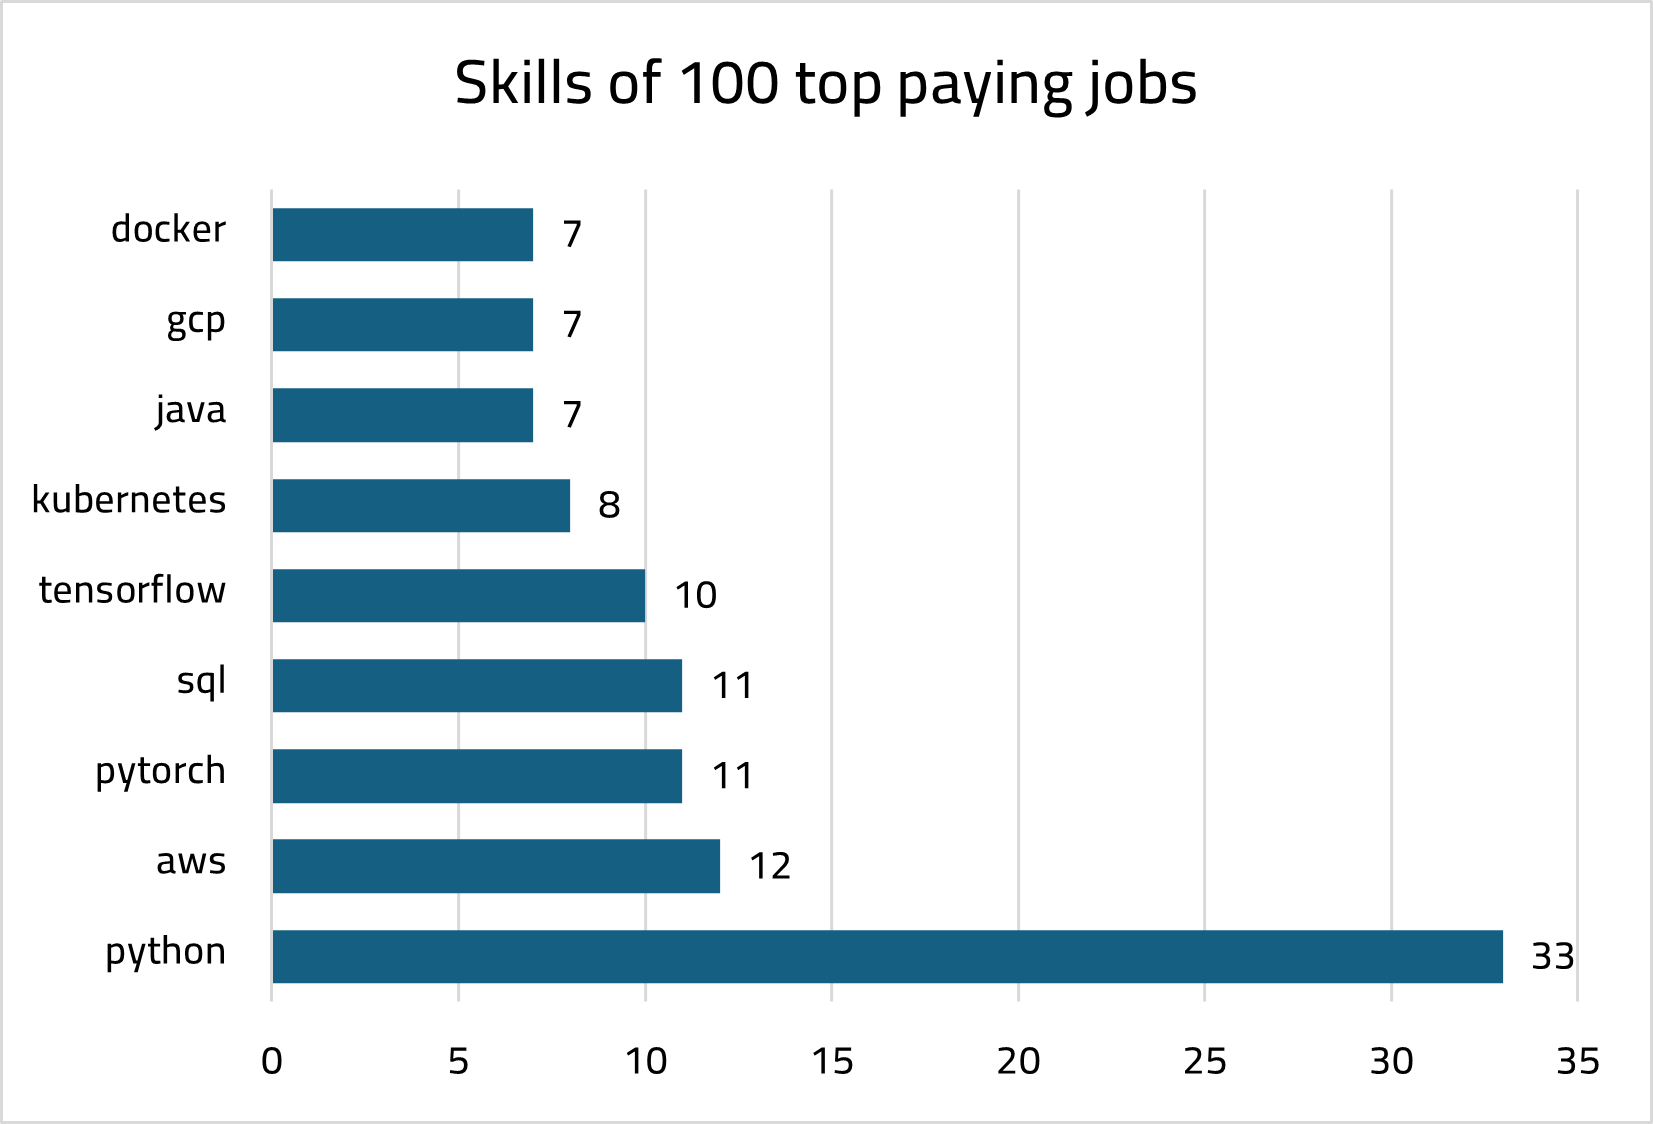 Skills of 100 top paying jobs
docker 7
gcp 7
java 7
kubernetes 8
tensorflow 10
sql 11
pytorch 11
aws 12
python 33
0 5 10 15 20 25 30 35